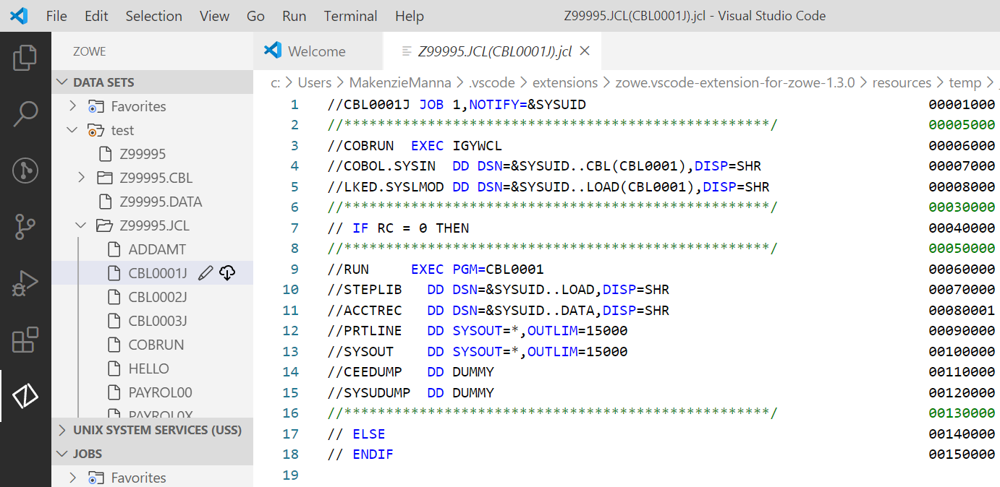 File Edit Selection View Go Run Terminal Help Z99995.JCL(CBL0001J).jcl - Visual Studio Code
ZOWE
DATA SETS
Favorites
test
Z99995
Z99995.CBL
Z99995.DATA
Z99995.JCL
ADDAMT
CBL0001J
CBL0002J
CBL0003J
COBRUN
HELLO
PAYROL00
PAYROL0X
UNIX SYSTEM SERVICES (USS)
JOBS
Favorites
Welcome Z99995.JCL(CBL0001J).jcl
c: > Users > MakenzieManna > .vscode > extensions > zowe.vscode-extension-for-zowe-1.3.0 > resources > temp >
1 //CBL0001J JOB 1,NOTIFY=&SYSUID 00001000
2 //***************************************************/ 00005000
3 //COBRUN  EXEC IGYWCL 00006000
4 //COBOL.SYSIN  DD DSN=&SYSUID..CBL(CBL0001),DISP=SHR 00007000
5 //LKED.SYSLMOD DD DSN=&SYSUID..LOAD(CBL0001),DISP=SHR 00008000
6 //***************************************************/ 00030000
7 // IF RC = 0 THEN 00040000
8 //***************************************************/ 00050000
9 //RUN     EXEC PGM=CBL0001 00060000
10 //STEPLIB   DD DSN=&SYSUID..LOAD,DISP=SHR 00070000
11 //ACCTREC   DD DSN=&SYSUID..DATA,DISP=SHR 00080001
12 //PRTLINE   DD SYSOUT=*,OUTLIM=15000 00090000
13 //SYSOUT    DD SYSOUT=*,OUTLIM=15000 00100000
14 //CEEDUMP   DD DUMMY 00110000
15 //SYSUDUMP  DD DUMMY 00120000
16 //***************************************************/ 00130000
17 // ELSE 00140000
18 // ENDIF 00150000
19